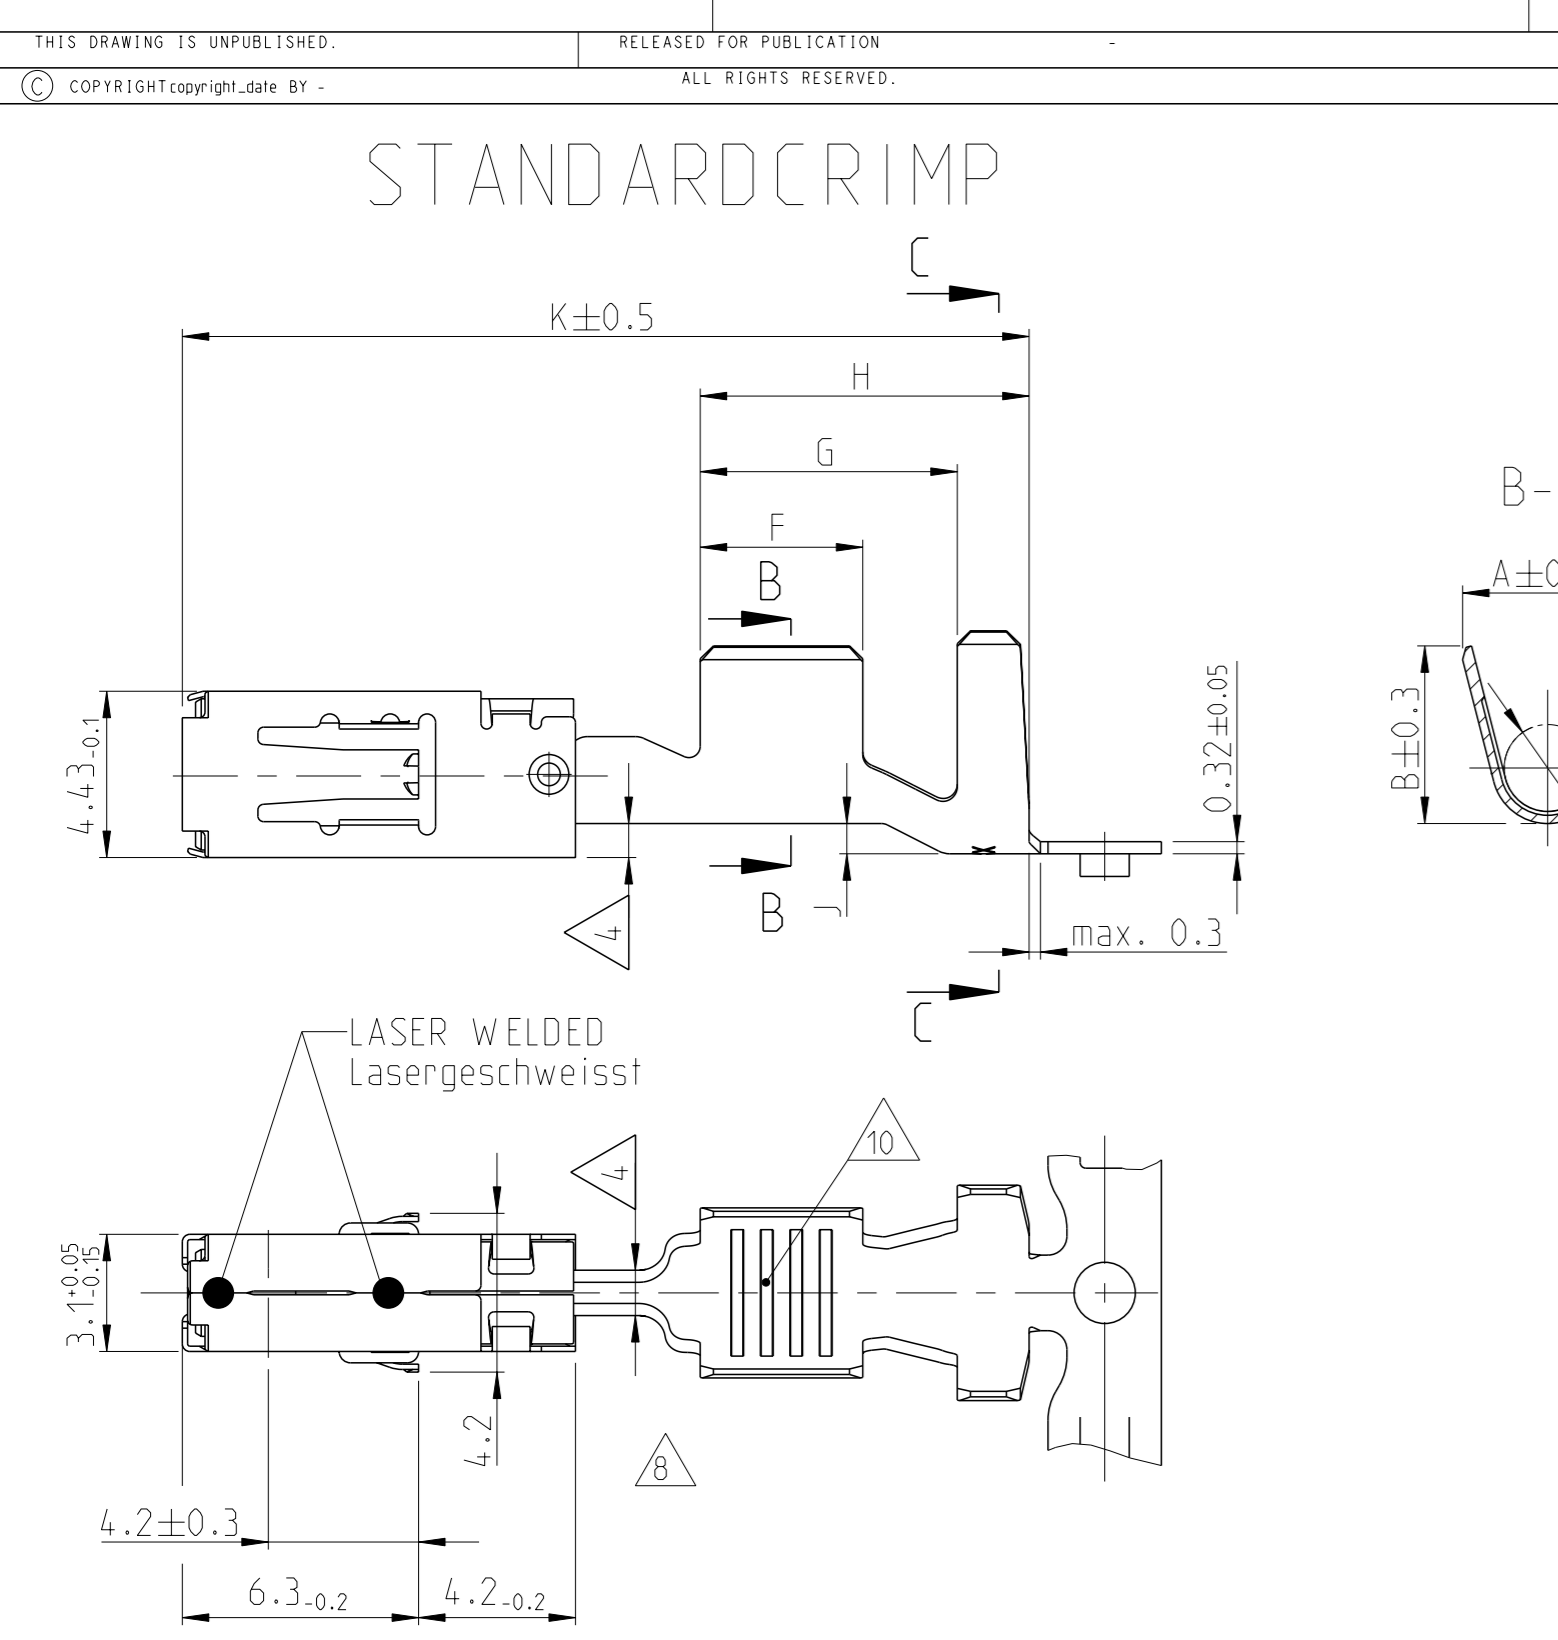 THIS DRAWING IS UNPUBLISHED.
RELEASED FOR PUBLICATION -
© COPYRIGHT copyright_date BY -
ALL RIGHTS RESERVED.
STANDARDCRIMP
C
K±0.5
H
G
B-
F
B
A±0
4.43-0.1
0.32±0.05
B±0.3
4
B
J
max. 0.3
C
LASER WELDED
Lasergeschweisst
4
10
3.1+0.05-0.15
4.2
8
4.2±0.3
6.3-0.2
4.2-0.2